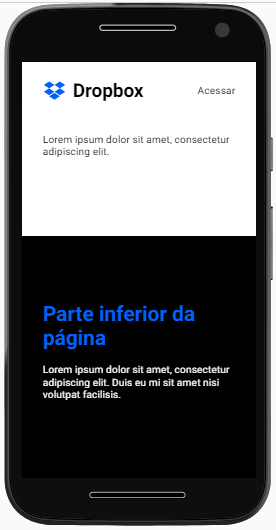 Dropbox
Acessar
Lorem ipsum dolor sit amet, consectetur
adipiscing elit.
Parte inferior da
página
Lorem ipsum dolor sit amet, consectetur
adipiscing elit. Duis eu mi sit amet nisi
volutpat facilisis.